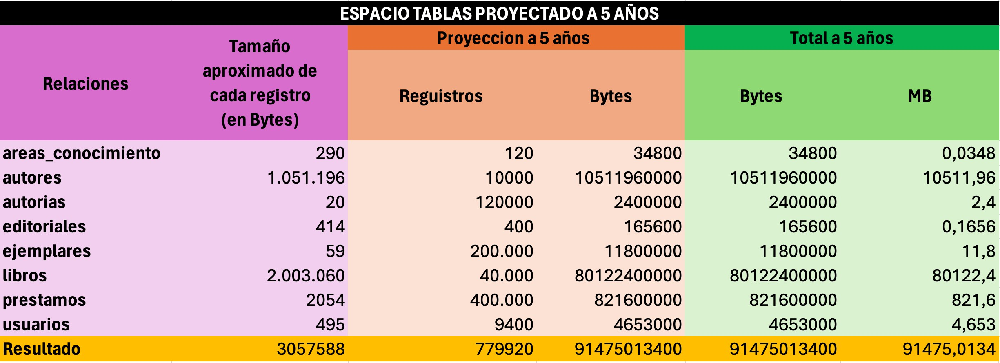 ESPACIO TABLAS PROYECTADO A 5 AÑOS
Relaciones
Tamaño
aproximado de
cada registro
(en Bytes)
Proyeccion a 5 años
Total a 5 años
Reguistros Bytes Bytes MB
areas_conocimiento 290 120 34800 34800 0,0348
autores 1.051.196 10000 10511960000 10511960000 10511,96
autorias 20 120000 2400000 2400000 2,4
editoriales 414 400 165600 165600 0,1656
ejemplares 59 200.000 11800000 11800000 11,8
libros 2.003.060 40.000 80122400000 80122400000 80122,4
prestamos 2054 400.000 821600000 821600000 821,6
usuarios 495 9400 4653000 4653000 4,653
Resultado 3057588 779920 91475013400 91475013400 91475,0134